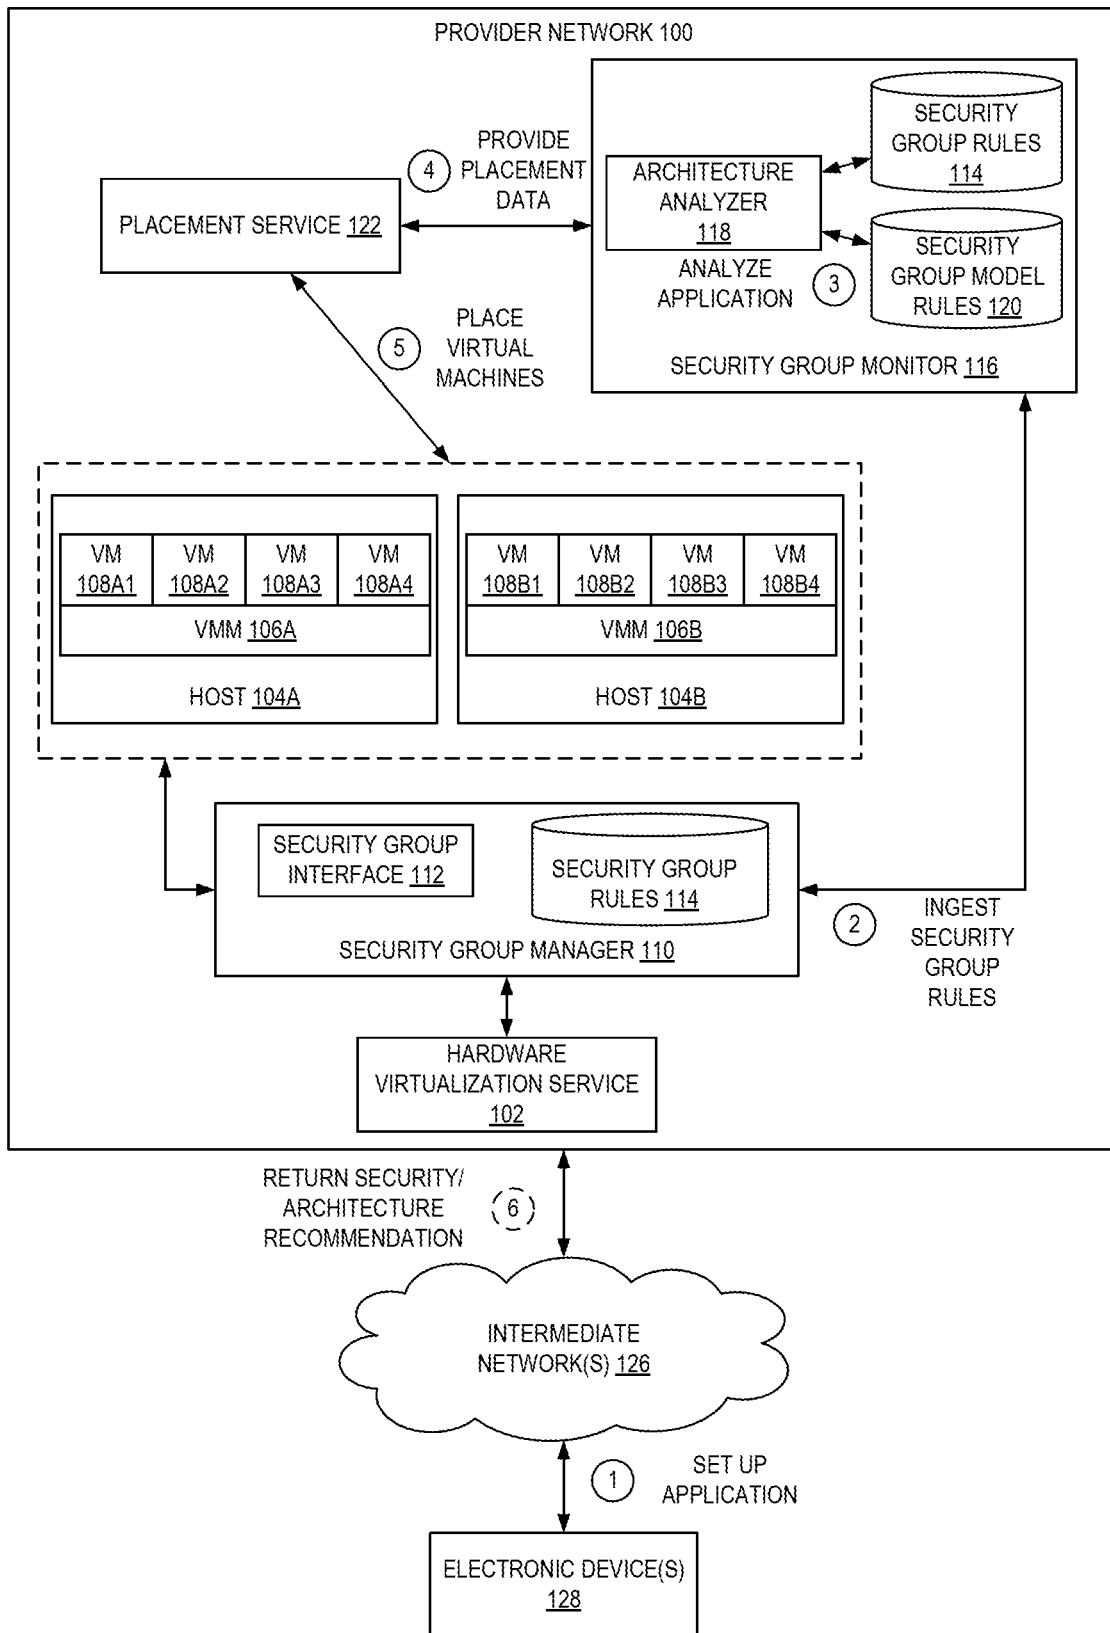 PROVIDER NETWORK 100
SECURITY
GROUP RULES
114
ARCHITECTURE
ANALYZER
118
SECURITY
GROUP MODEL
RULES 120
ANALYZE
APPLICATION
3
SECURITY GROUP MONITOR 116
4
PROVIDE
PLACEMENT
DATA
PLACEMENT SERVICE 122
5
PLACE
VIRTUAL
MACHINES
VM
108A1
VM
108A2
VM
108A3
VM
108A4
VMM 106A
HOST 104A
VM
108B1
VM
108B2
VM
108B3
VM
108B4
VMM 106B
HOST 104B
SECURITY GROUP
INTERFACE 112
SECURITY GROUP
RULES 114
SECURITY GROUP MANAGER 110
2
INGEST
SECURITY
GROUP
RULES
HARDWARE
VIRTUALIZATION SERVICE
102
RETURN SECURITY/
ARCHITECTURE
RECOMMENDATION
6
INTERMEDIATE
NETWORK(S) 126
1
SET UP
APPLICATION
ELECTRONIC DEVICE(S)
128